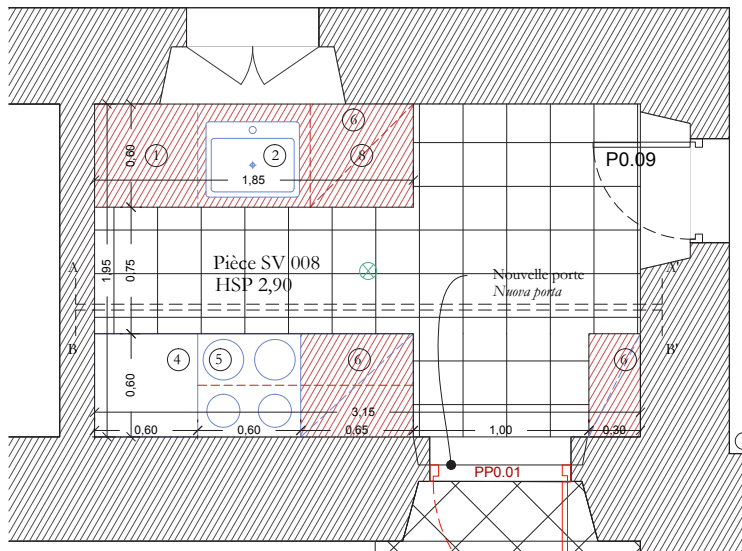 6
1
2
8
0,60
1,85
P0.09
1,95
0,75
Pièce SV 008
HSP 2,90
Nouvelle porte
Nuova porta
A
A'
B
B'
4
5
6
6
0,60
3,15
0,60
0,60
0.65
1,00
0,30
PP0.01